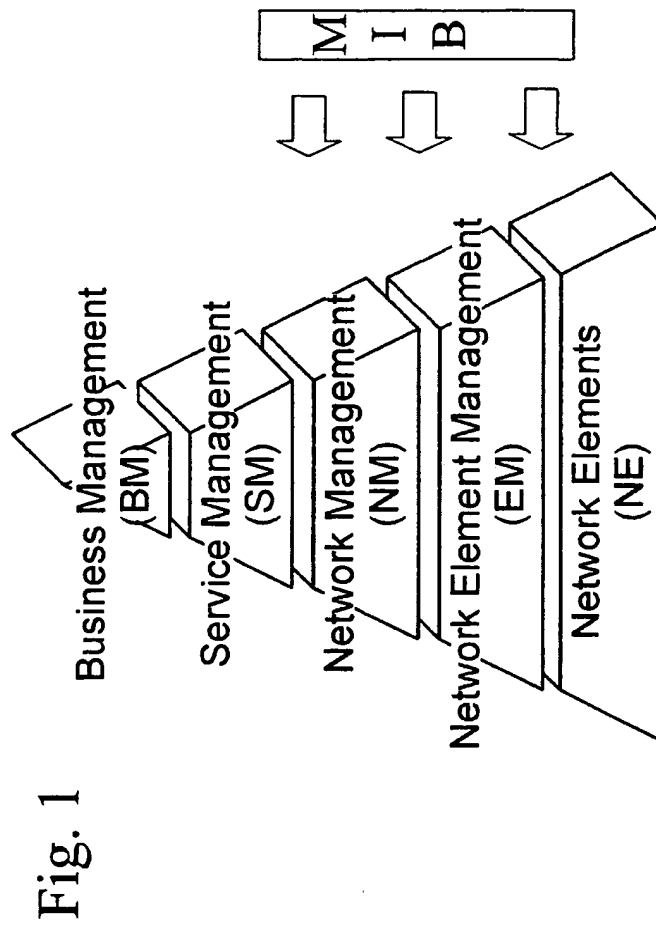 Fig. 1
Business Management
(BM)
Service Management
(SM)
Network Management
(NM)
Network Element Management
(EM)
Network Elements
(NE)
M
I
B